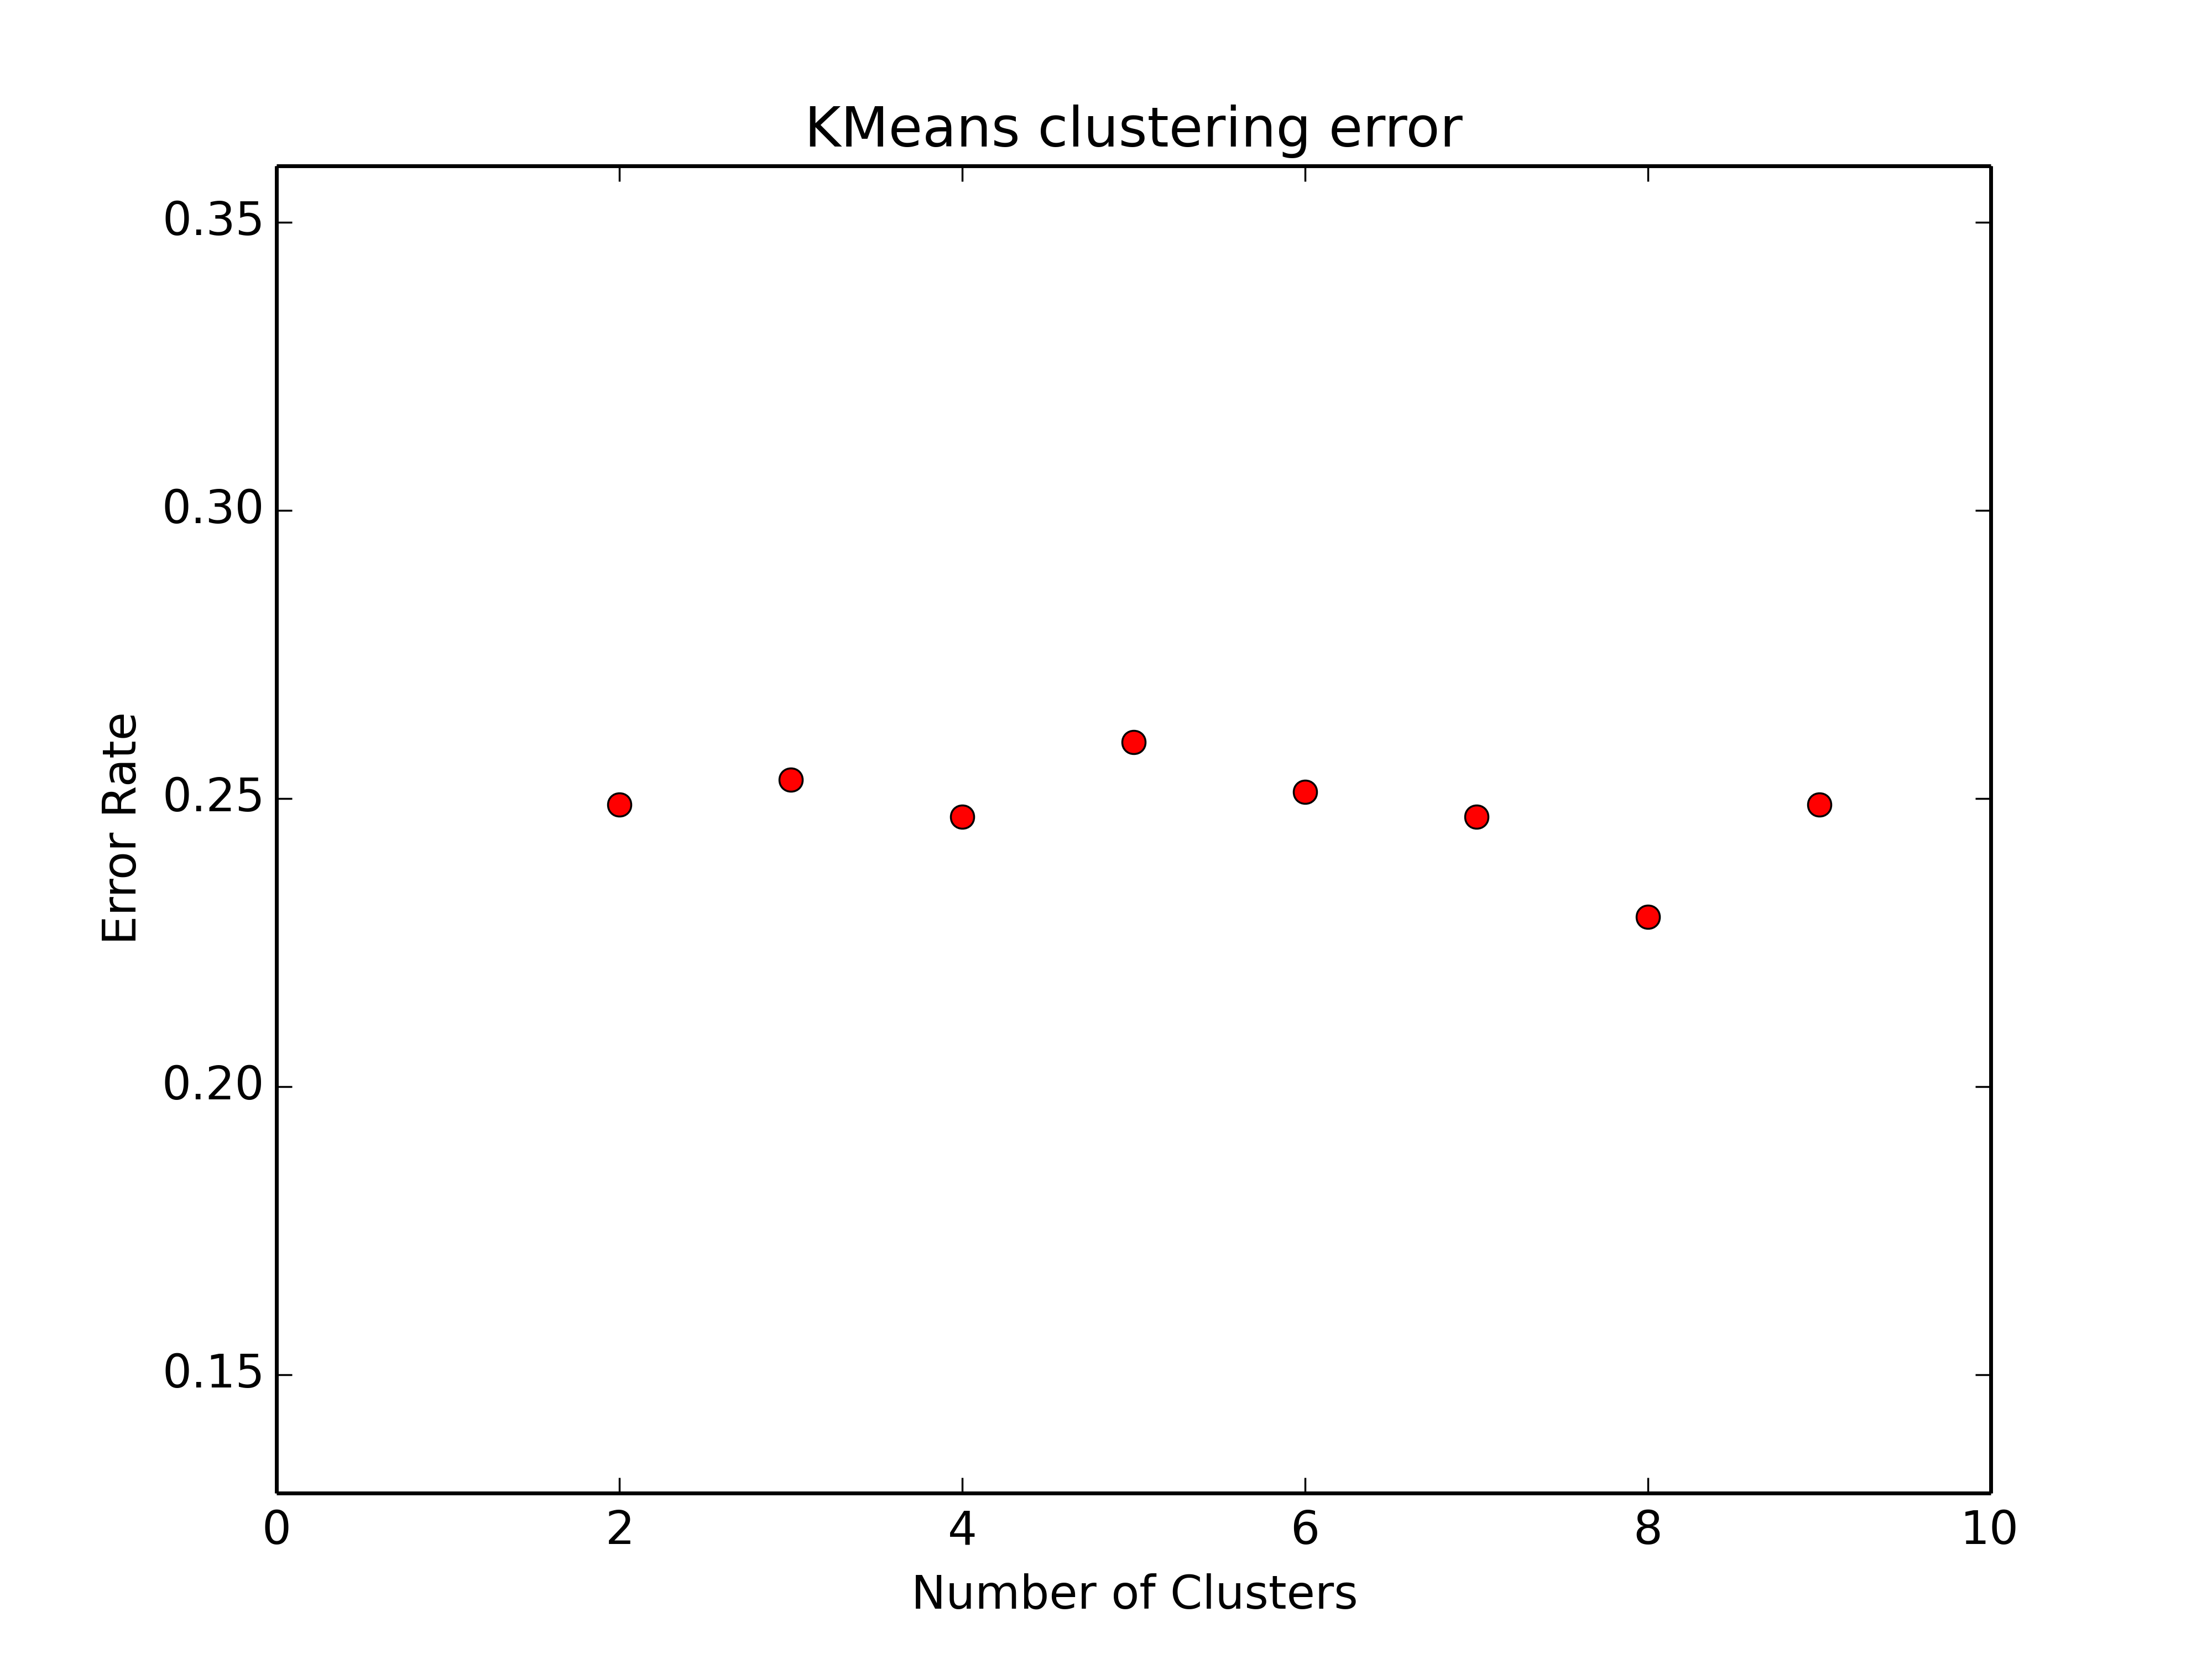 KMeans clustering error
0.35
0.30
0.25
0.20
0.15
Error Rate
0 2 4 6 8 10
Number of Clusters